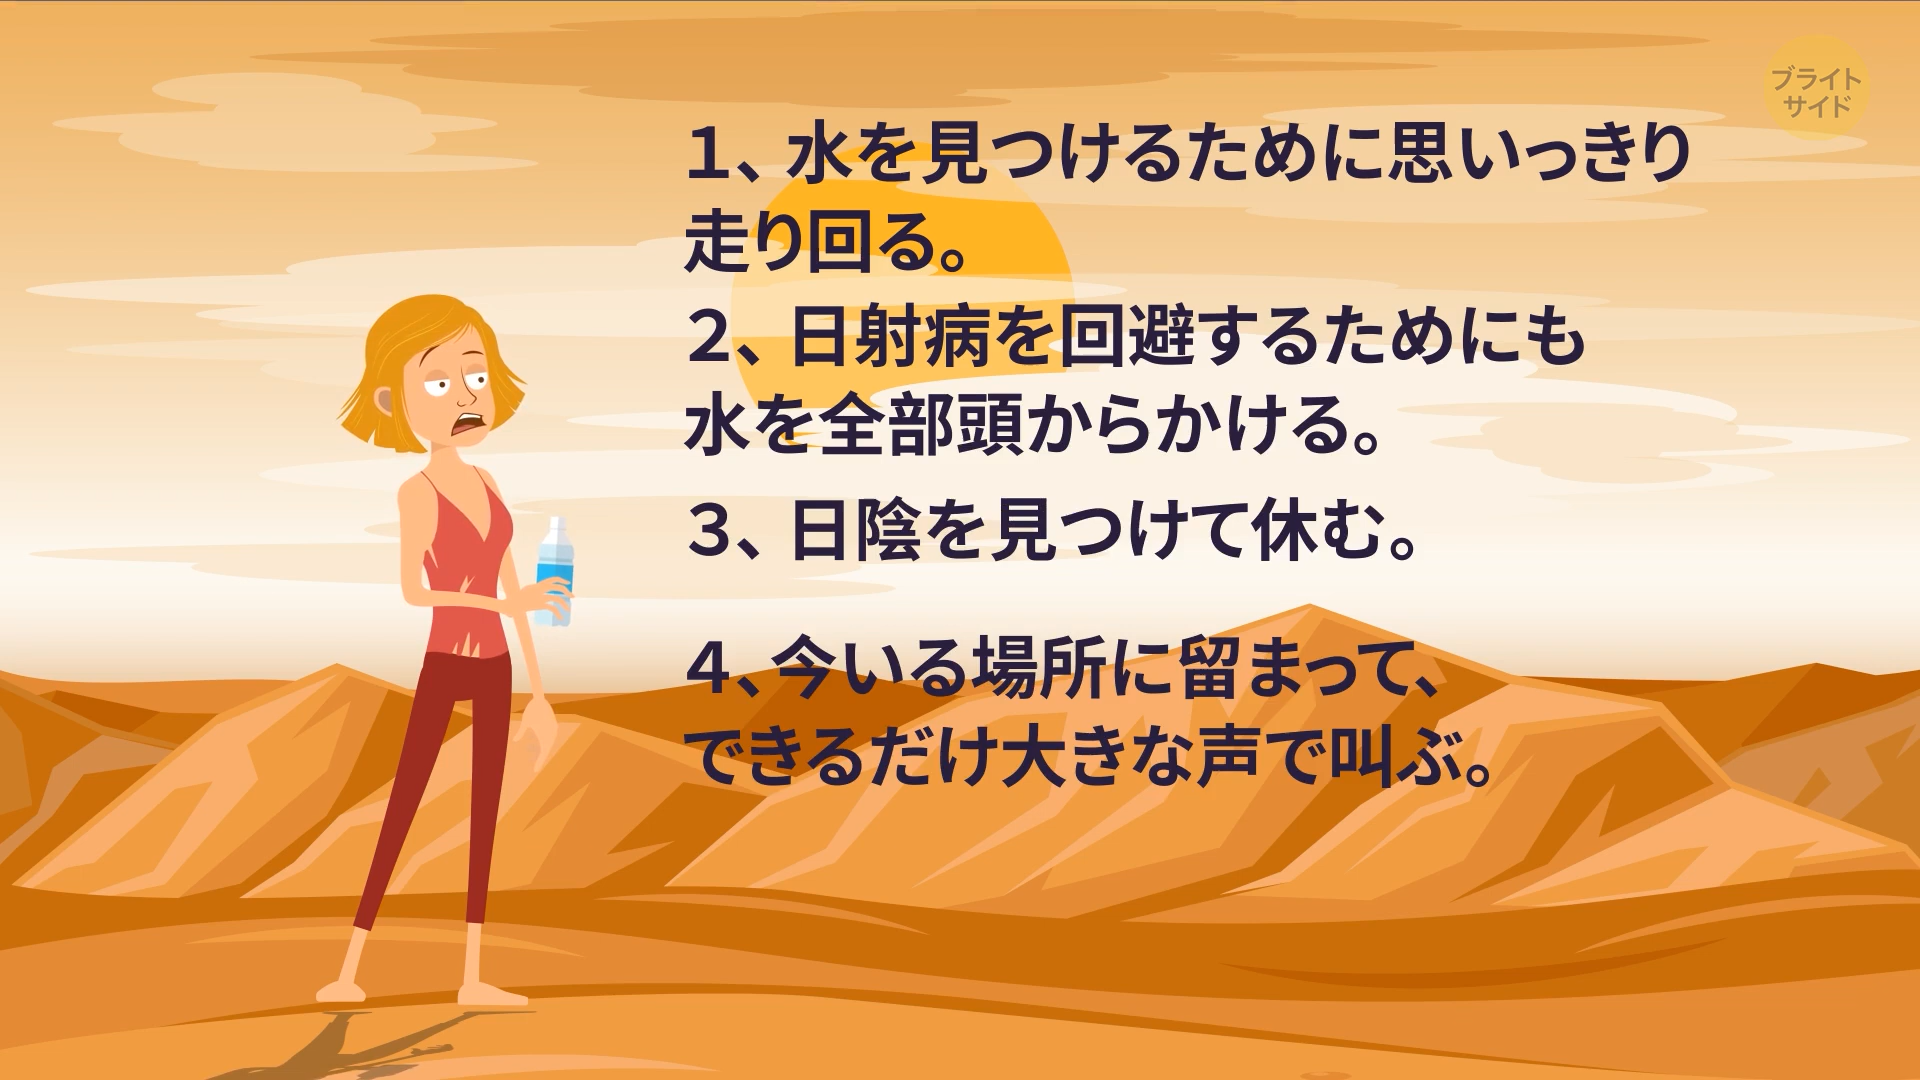 ブライト
サイド
１、水を見つけるために思いっきり
走り回る。
２、日射病を回避するためにも
水を全部頭からかける。
３、日陰を見つけて休む。
４、今いる場所に留まって、
できるだけ大きな声で叫ぶ。